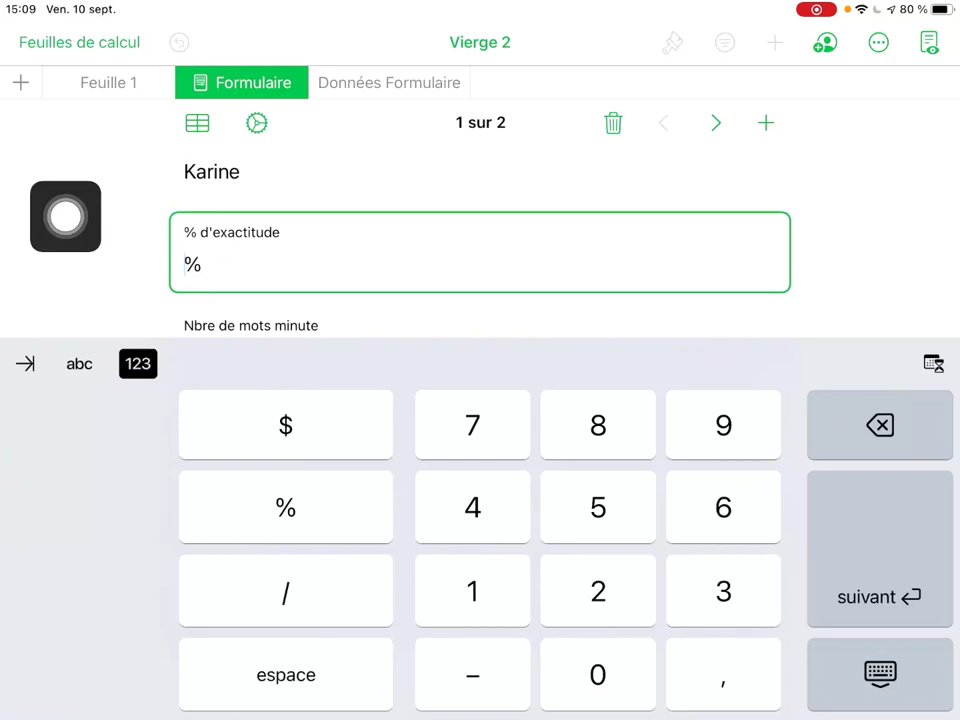 15:09 Ven. 10 sept. 80 %
Feuilles de calcul Vierge 2
Feuille 1 Formulaire Données Formulaire
1 sur 2
Karine
% d'exactitude
%
Nbre de mots minute
abc 123
$ 7 8 9
% 4 5 6
/ 1 2 3
suivant
espace – 0 ,